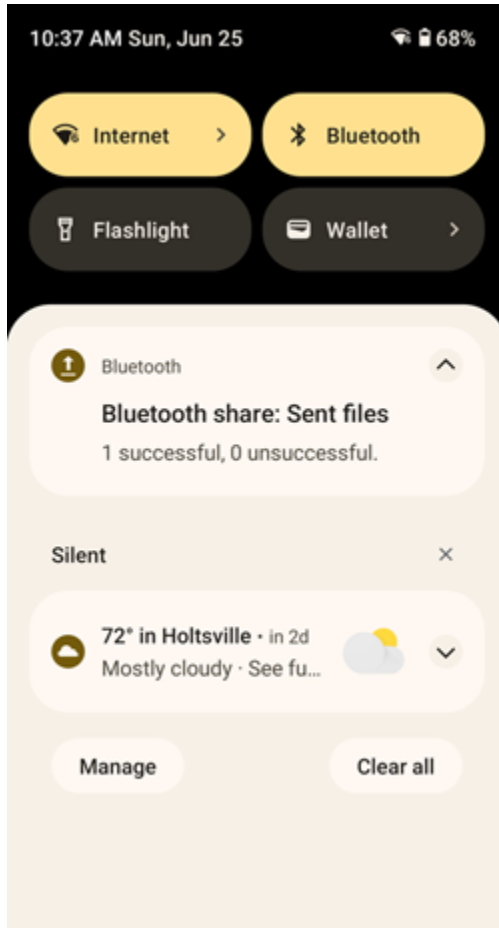 10:37 AM Sun, Jun 25 68%
Internet
Bluetooth
Flashlight
Wallet
Bluetooth
Bluetooth share: Sent files
1 successful, 0 unsuccessful.
Silent
72° in Holtsville • in 2d
Mostly cloudy · See fu...
Manage
Clear all